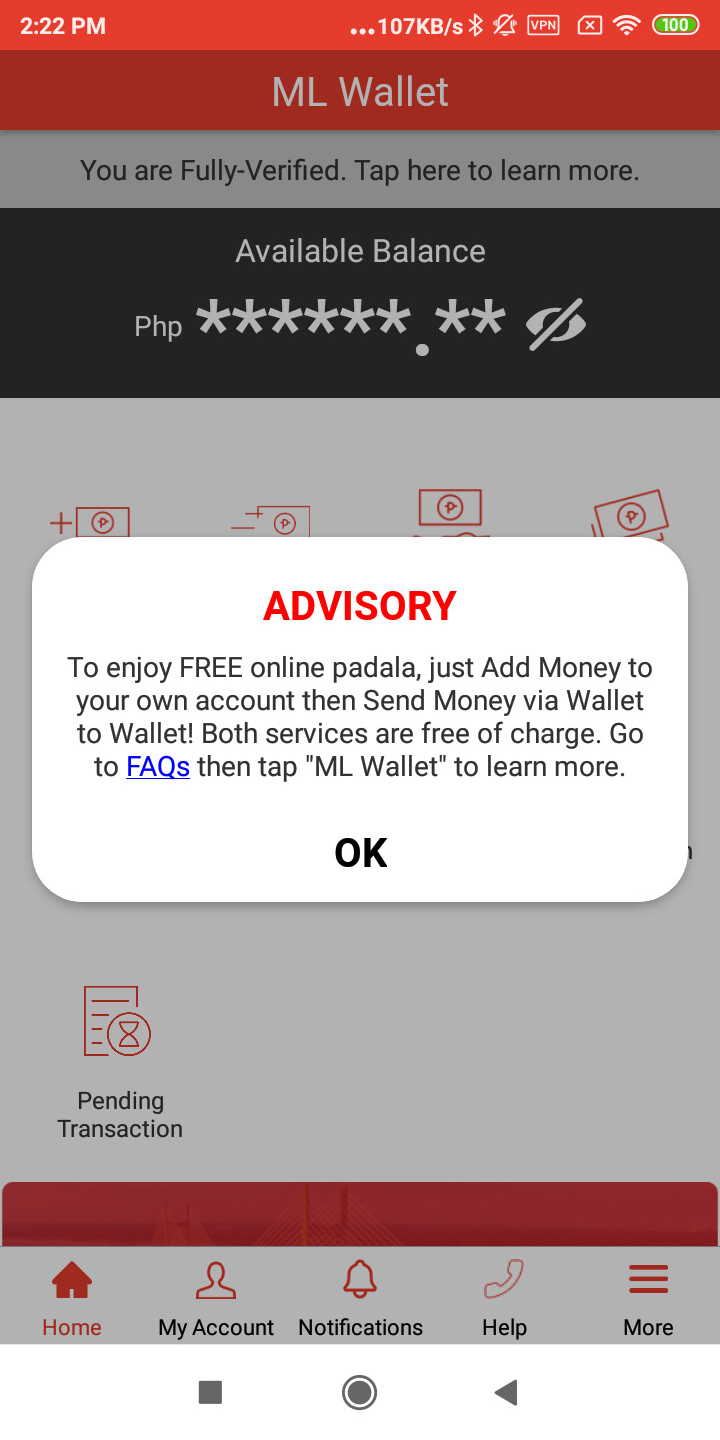 2:22 PM
...107KB/s
VPN
100
ML Wallet
You are Fully-Verified. Tap here to learn more.
Available Balance
Php ******.**
ADVISORY
To enjoy FREE online padala, just Add Money to
your own account then Send Money via Wallet
to Wallet! Both services are free of charge. Go
to FAQs then tap "ML Wallet" to learn more.
OK
Pending
Transaction
Home
My Account
Notifications
Help
More